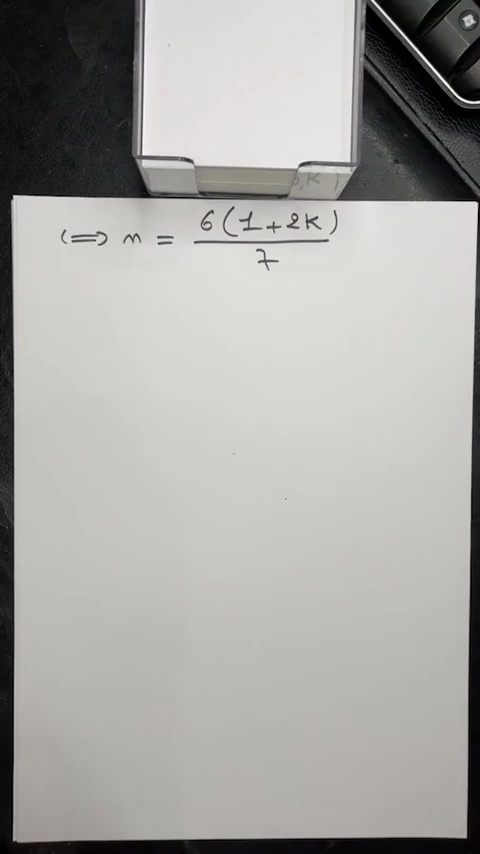 (⟺) n = 6(1+2k)/7